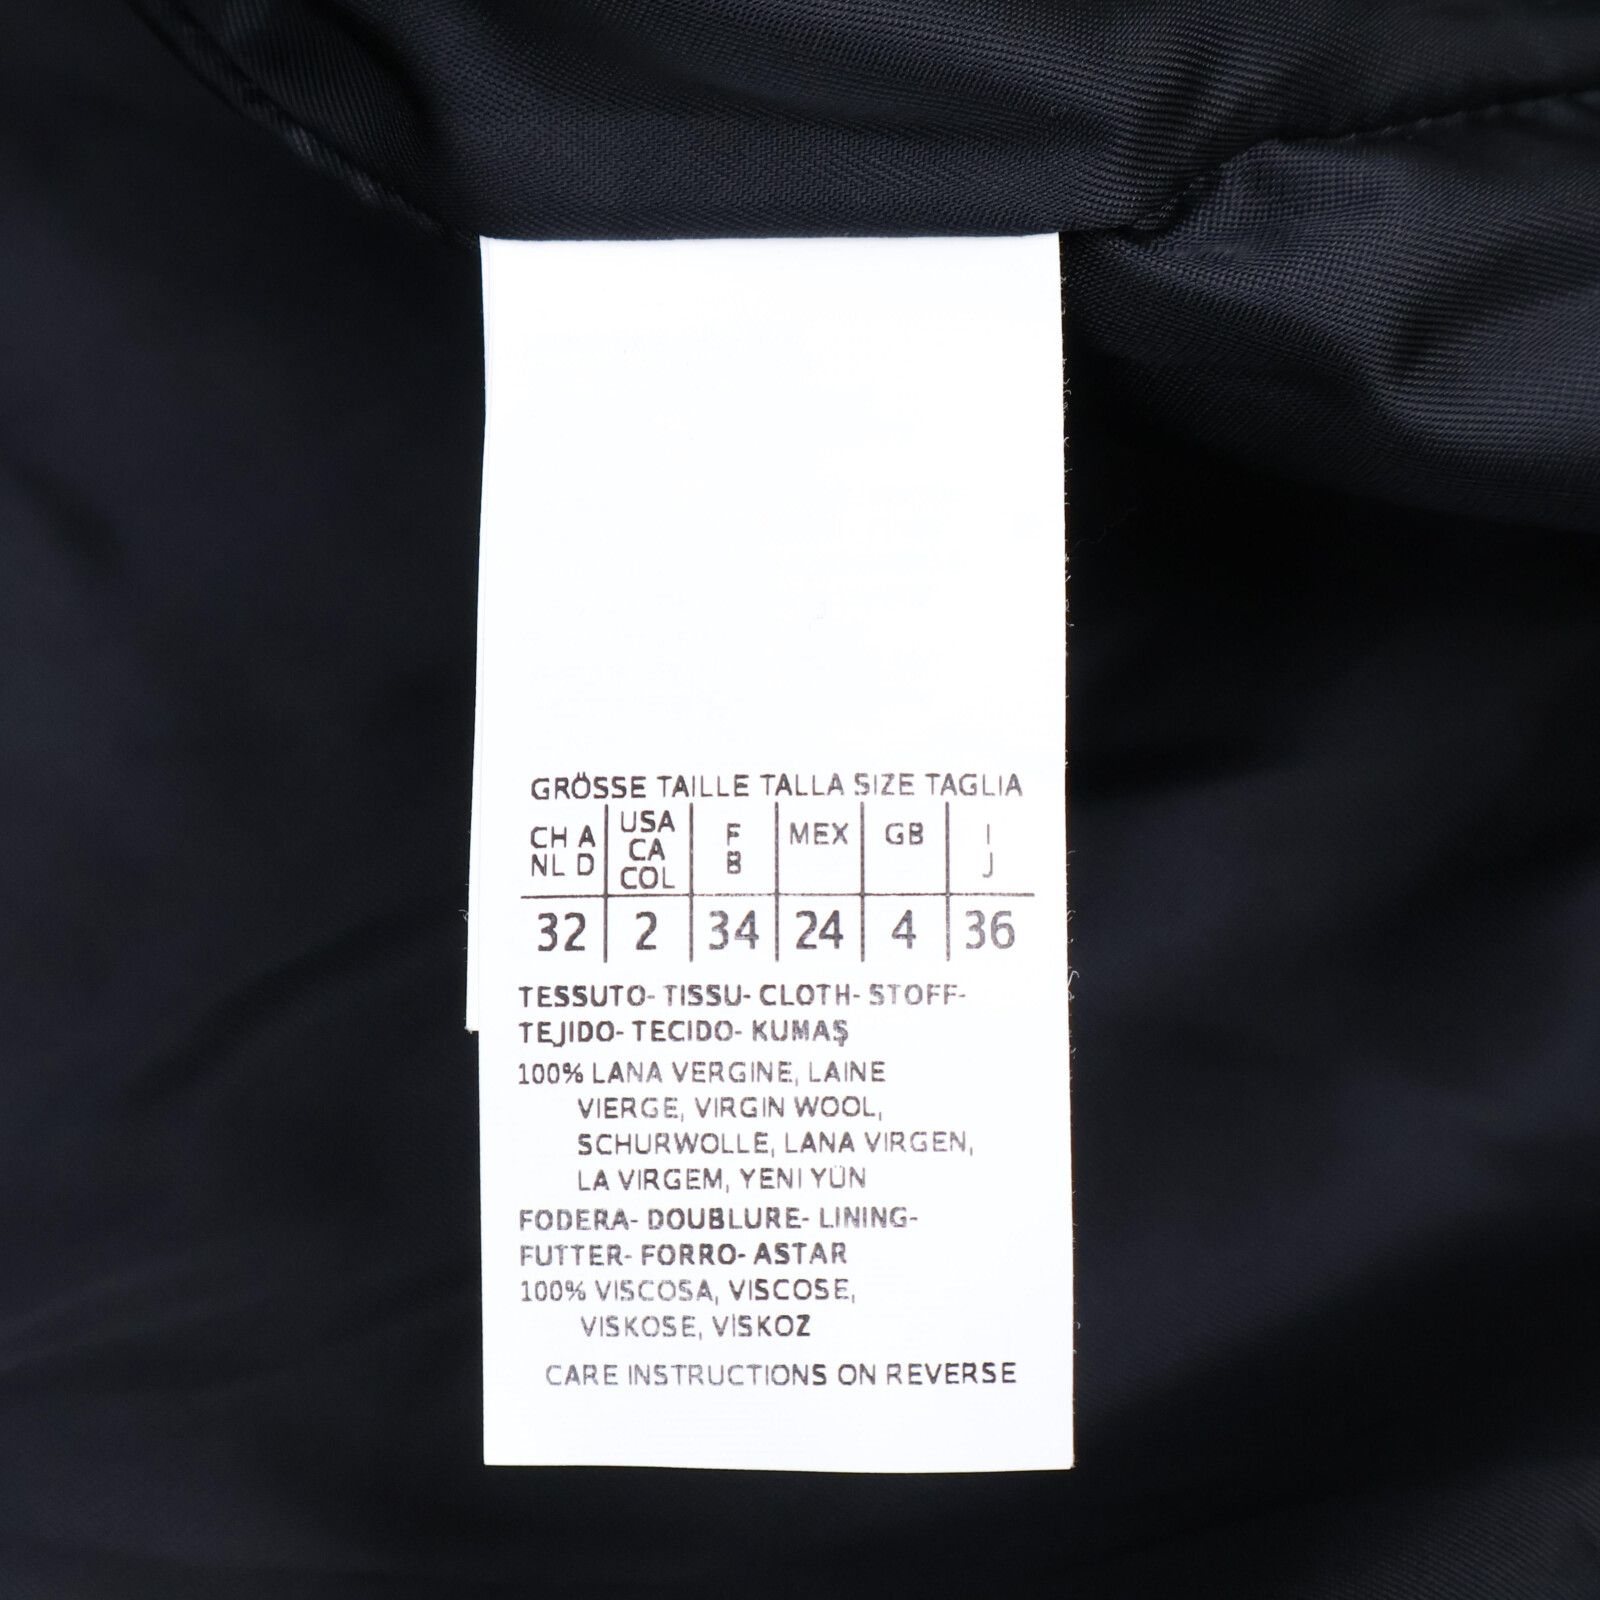 GRÖSSE TAILLE TALLA SIZE TAGLIA
CH A NL D USA CA COL F B MEX GB I J
32 2 34 24 4 36
TESSUTO- TISSU- CLOTH- STOFF-
TEJIDO- TECIDO- KUMAŞ
100% LANA VERGINE, LAINE
VIERGE, VIRGIN WOOL,
SCHURWOLLE, LANA VIRGEN,
LA VIRGEM, YENI YÜN
FODERA- DOUBLURE- LINING-
FUTTER- FORRO- ASTAR
100% VISCOSA, VISCOSE,
VISKOSE, VİSKOZ
CARE INSTRUCTIONS ON REVERSE